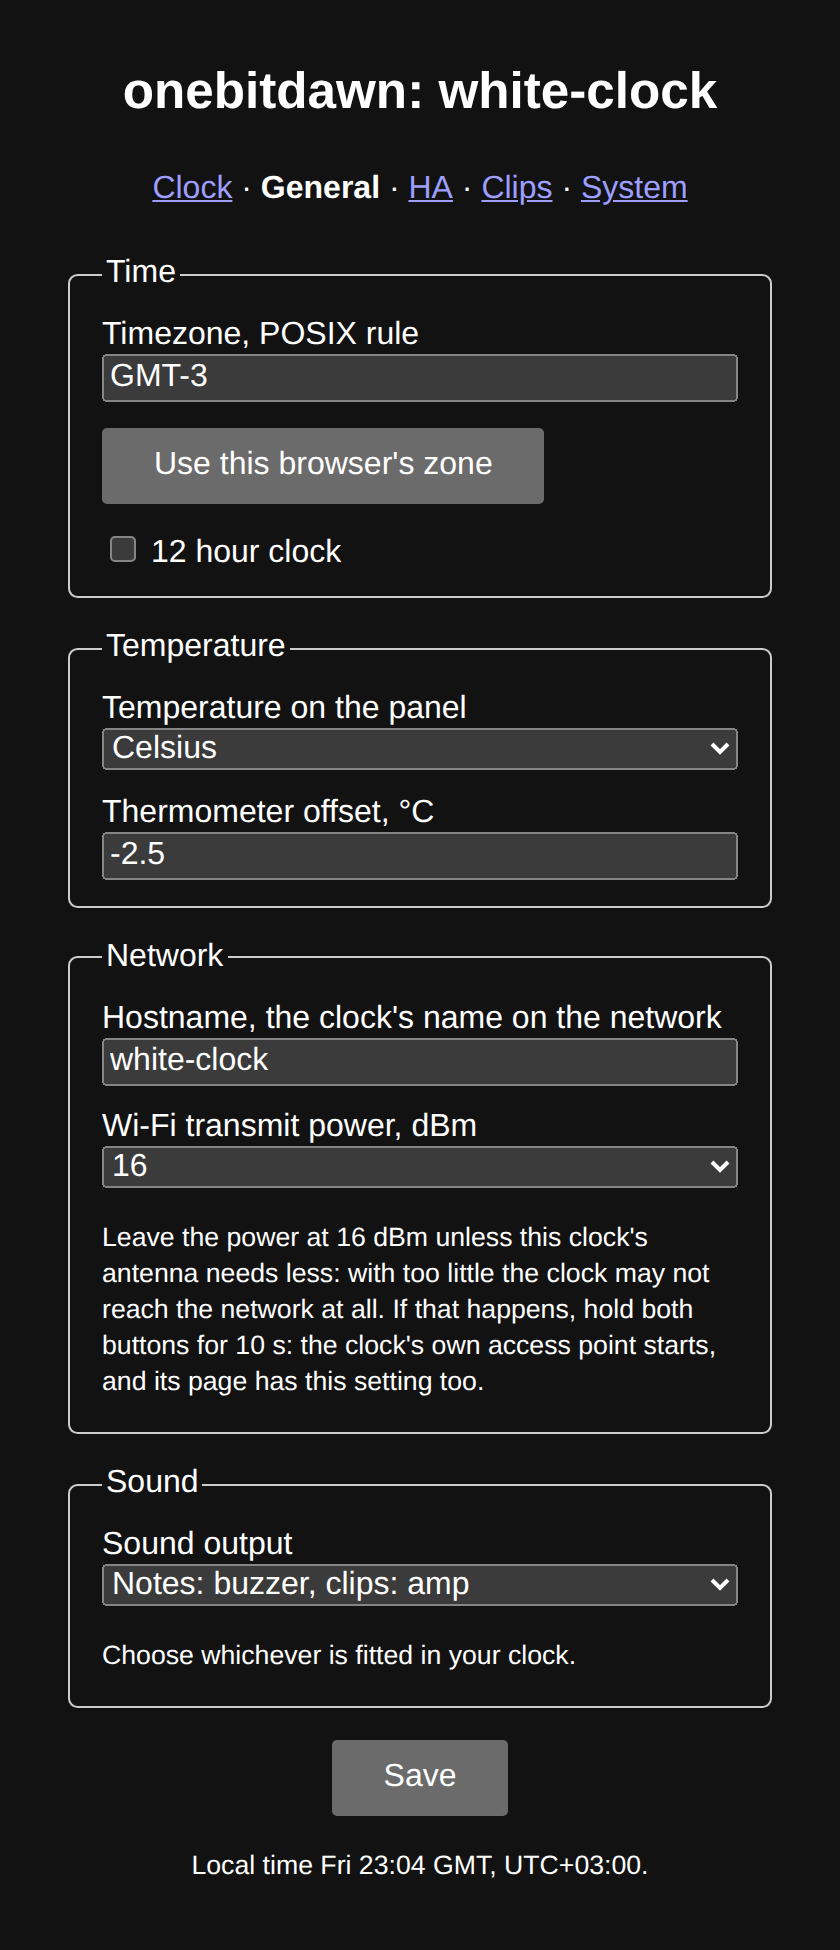 onebitdawn: white-clock
Clock · General · HA · Clips · System
Time
Timezone, POSIX rule
GMT-3
Use this browser's zone
12 hour clock
Temperature
Temperature on the panel
Celsius
Thermometer offset, °C
-2.5
Network
Hostname, the clock's name on the network
white-clock
Wi-Fi transmit power, dBm
16
Leave the power at 16 dBm unless this clock's
antenna needs less: with too little the clock may not
reach the network at all. If that happens, hold both
buttons for 10 s: the clock's own access point starts,
and its page has this setting too.
Sound
Sound output
Notes: buzzer, clips: amp
Choose whichever is fitted in your clock.
Save
Local time Fri 23:04 GMT, UTC+03:00.